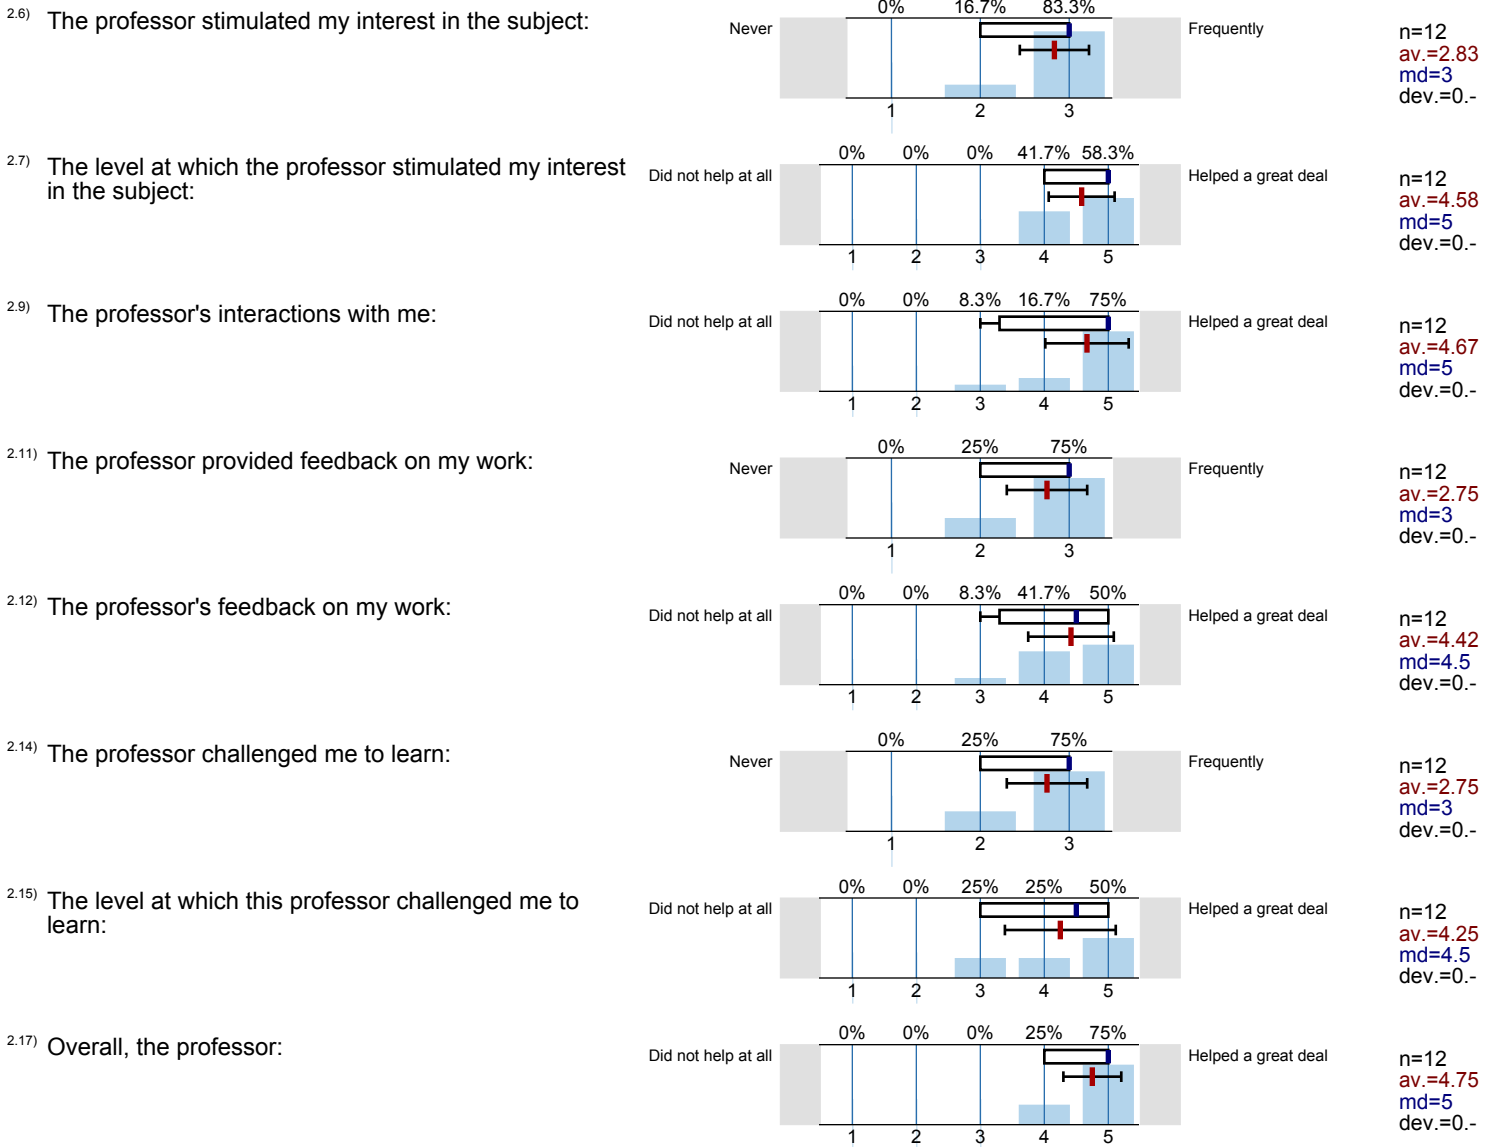 2.6) The professor stimulated my interest in the subject:
0% 16.7% 83.3%
Never Frequently
1 2 3
n=12
av.=2.83
md=3
dev.=0.-
2.7) The level at which the professor stimulated my interest
in the subject:
0% 0% 0% 41.7% 58.3%
Did not help at all Helped a great deal
1 2 3 4 5
n=12
av.=4.58
md=5
dev.=0.-
2.9) The professor's interactions with me:
0% 0% 8.3% 16.7% 75%
Did not help at all Helped a great deal
1 2 3 4 5
n=12
av.=4.67
md=5
dev.=0.-
2.11) The professor provided feedback on my work:
0% 25% 75%
Never Frequently
1 2 3
n=12
av.=2.75
md=3
dev.=0.-
2.12) The professor's feedback on my work:
0% 0% 8.3% 41.7% 50%
Did not help at all Helped a great deal
1 2 3 4 5
n=12
av.=4.42
md=4.5
dev.=0.-
2.14) The professor challenged me to learn:
0% 25% 75%
Never Frequently
1 2 3
n=12
av.=2.75
md=3
dev.=0.-
2.15) The level at which this professor challenged me to
learn:
0% 0% 25% 25% 50%
Did not help at all Helped a great deal
1 2 3 4 5
n=12
av.=4.25
md=4.5
dev.=0.-
2.17) Overall, the professor:
0% 0% 0% 25% 75%
Did not help at all Helped a great deal
1 2 3 4 5
n=12
av.=4.75
md=5
dev.=0.-